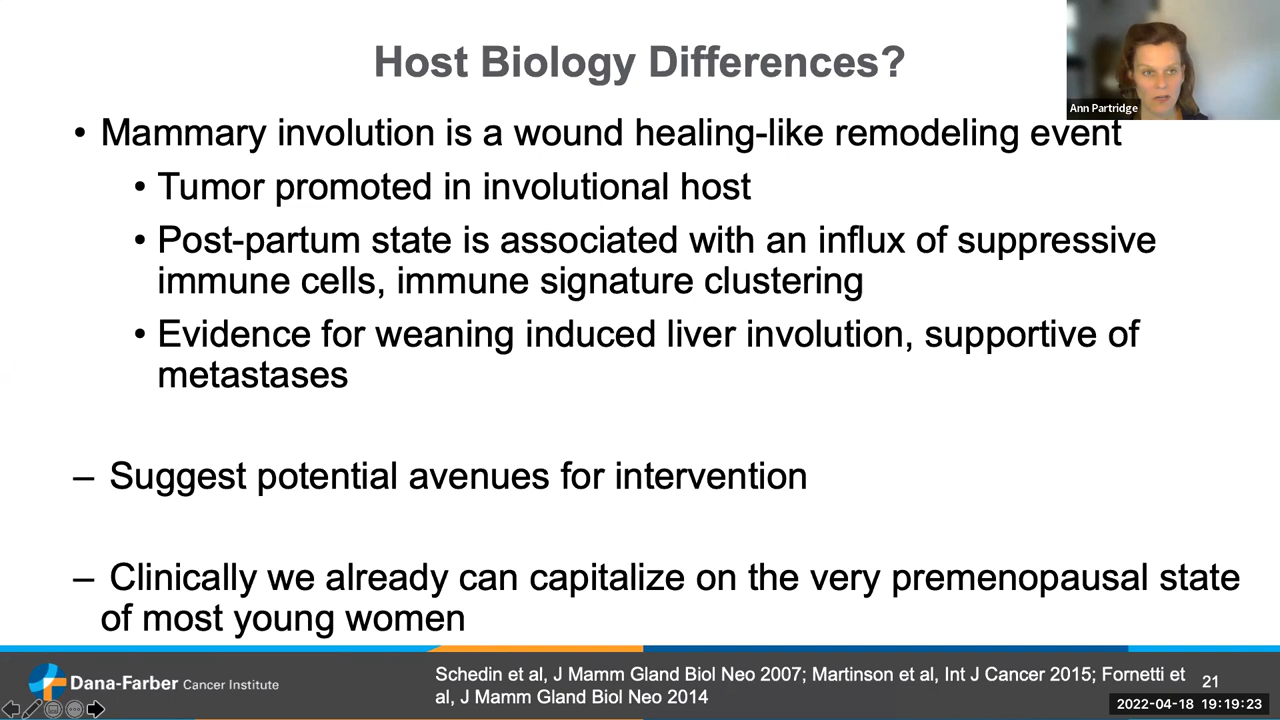 Host Biology Differences?
Ann Partridge
• Mammary involution is a wound healing-like remodeling event
• Tumor promoted in involutional host
• Post-partum state is associated with an influx of suppressive
immune cells, immune signature clustering
• Evidence for weaning induced liver involution, supportive of
metastases
– Suggest potential avenues for intervention
– Clinically we already can capitalize on the very premenopausal state
of most young women
Dana-Farber Cancer Institute
Schedin et al, J Mamm Gland Biol Neo 2007; Martinson et al, Int J Cancer 2015; Fornetti et
al, J Mamm Gland Biol Neo 2014
21
2022-04-18 19:19:23